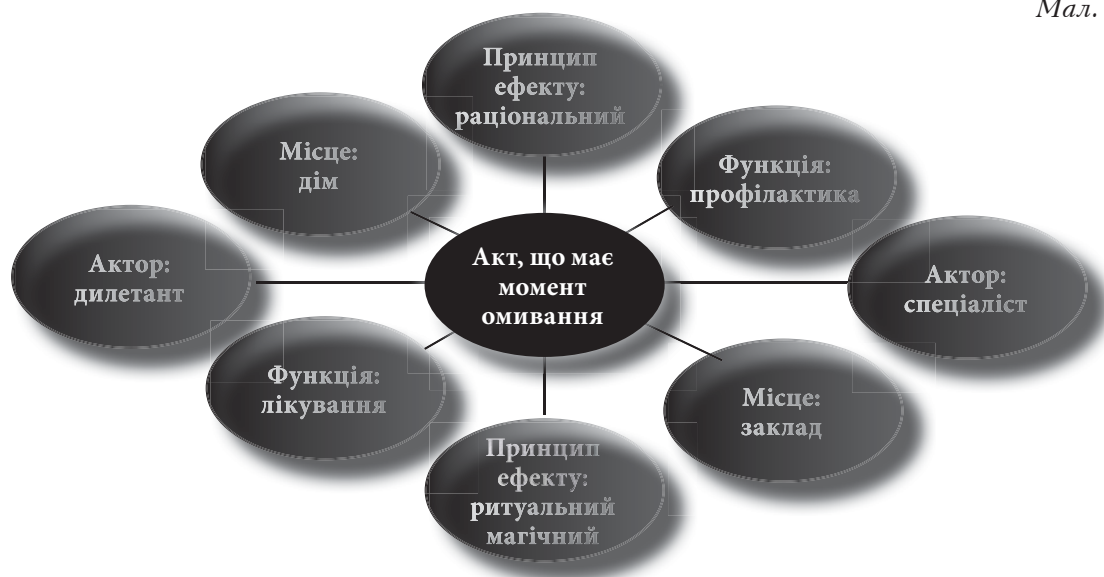 Мал.
Принцип
ефекту:
раціональний
Місце:
дім
Функція:
профілактика
Актор:
дилетант
Акт, що має
момент
омивання
Актор:
спеціаліст
Функція:
лікування
Місце:
заклад
Принцип
ефекту:
ритуальний
магічний